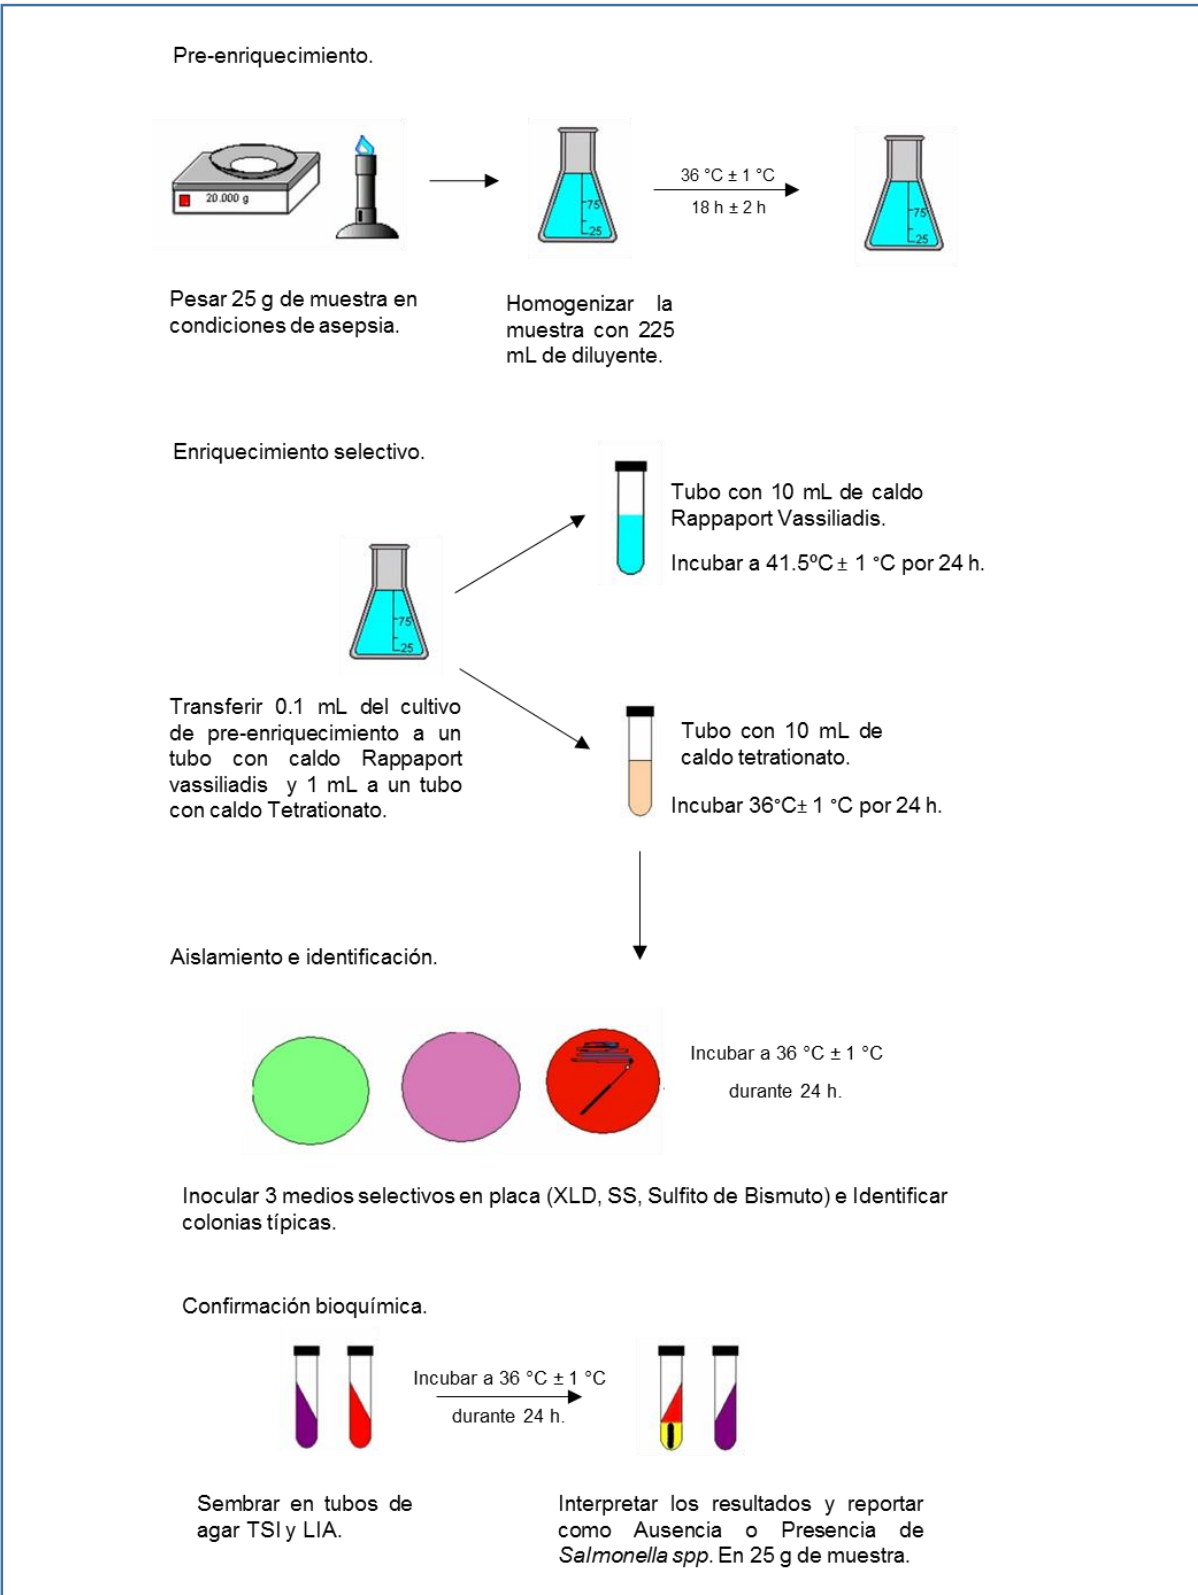 Pre-enriquecimiento.
20.000 g
75
25
36 °C ± 1 °C
18 h ± 2 h
75
25
Pesar 25 g de muestra en
condiciones de asepsia.
Homogenizar la
muestra con 225
mL de diluyente.
Enriquecimiento selectivo.
Tubo con 10 mL de caldo
Rappaport Vassiliadis.
Incubar a 41.5ºC ± 1 °C por 24 h.
75
25
Transferir 0.1 mL del cultivo
de pre-enriquecimiento a un
tubo con caldo Rappaport
vassiliadis y 1 mL a un tubo
con caldo Tetrationato.
Tubo con 10 mL de
caldo tetrationato.
Incubar 36°C± 1 °C por 24 h.
Aislamiento e identificación.
Incubar a 36 °C ± 1 °C
durante 24 h.
Inocular 3 medios selectivos en placa (XLD, SS, Sulfito de Bismuto) e Identificar
colonias típicas.
Confirmación bioquímica.
Incubar a 36 °C ± 1 °C
durante 24 h.
Sembrar en tubos de
agar TSI y LIA.
Interpretar los resultados y reportar
como Ausencia o Presencia de
Salmonella spp. En 25 g de muestra.